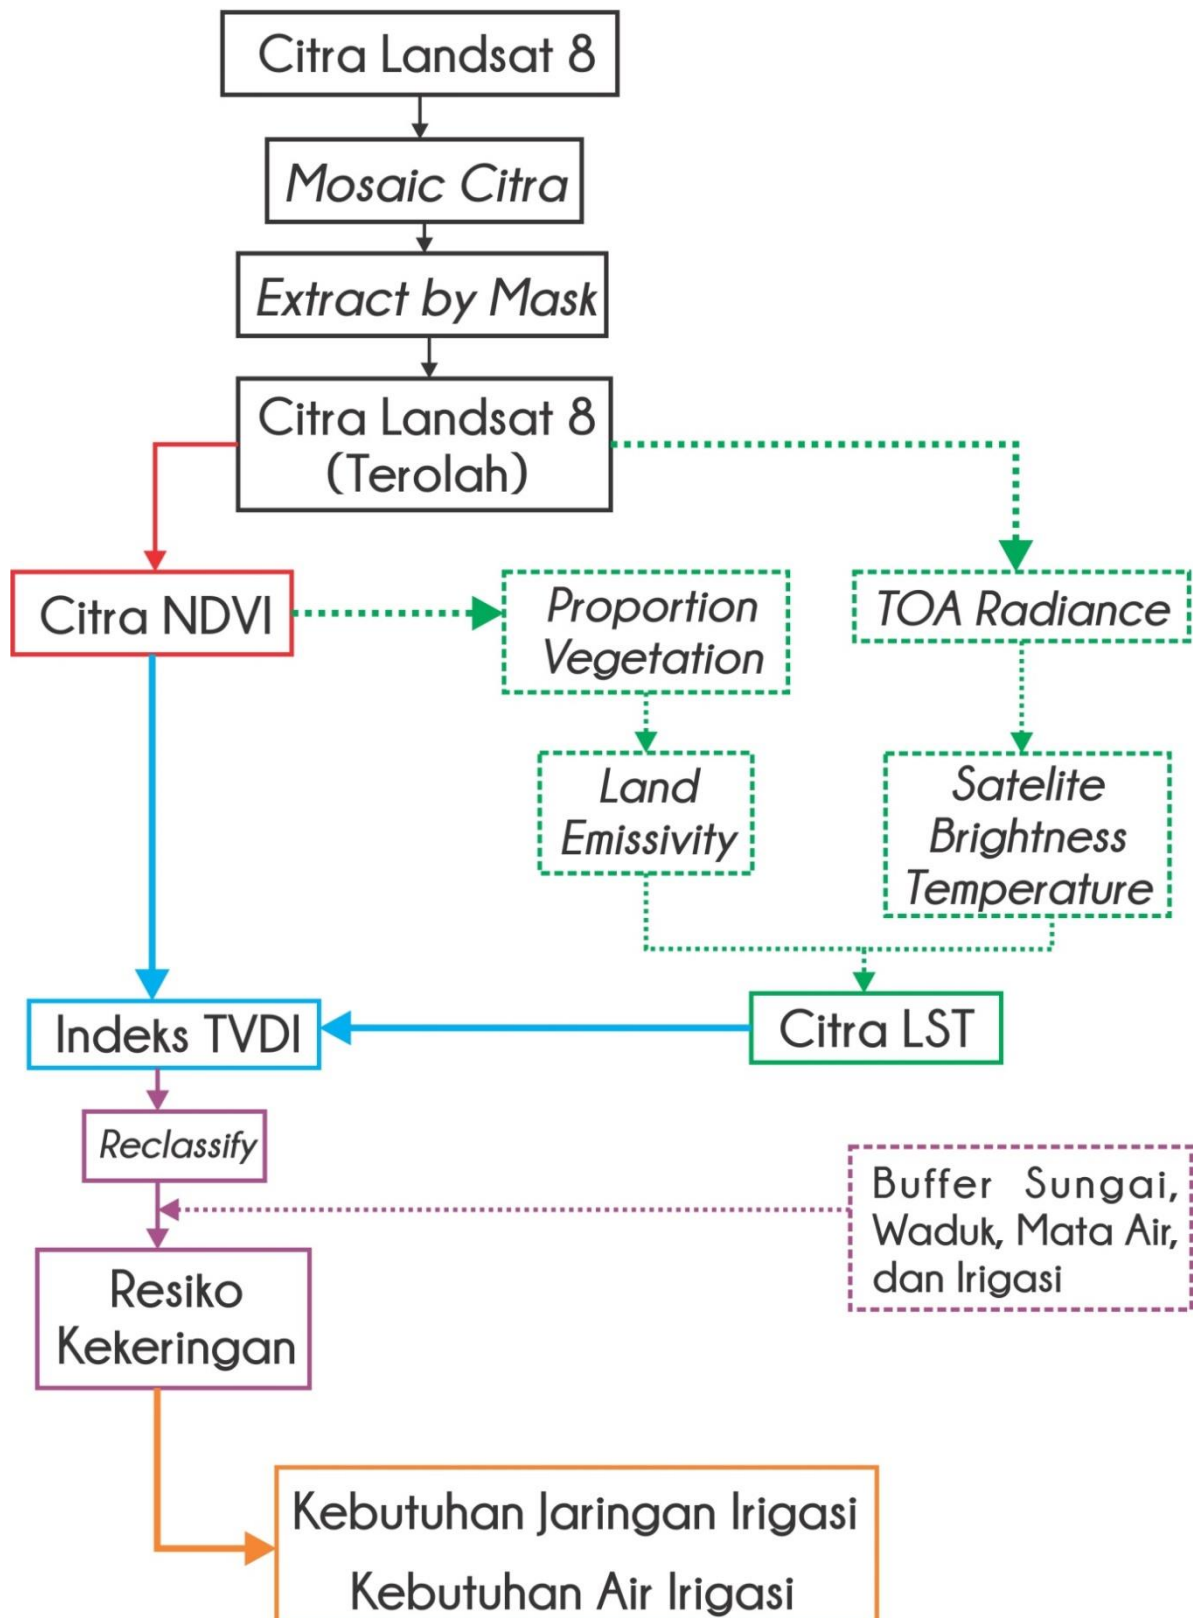 Citra Landsat 8
Mosaic Citra
Extract by Mask
Citra Landsat 8
(Terolah)
Citra NDVI
Proportion
Vegetation
TOA Radiance
Land
Emissivity
Satelite
Brightness
Temperature
Indeks TVDI
Citra LST
Reclassify
Buffer Sungai,
Waduk, Mata Air,
dan Irigasi
Resiko
Kekeringan
Kebutuhan Jaringan Irigasi
Kebutuhan Air Irigasi